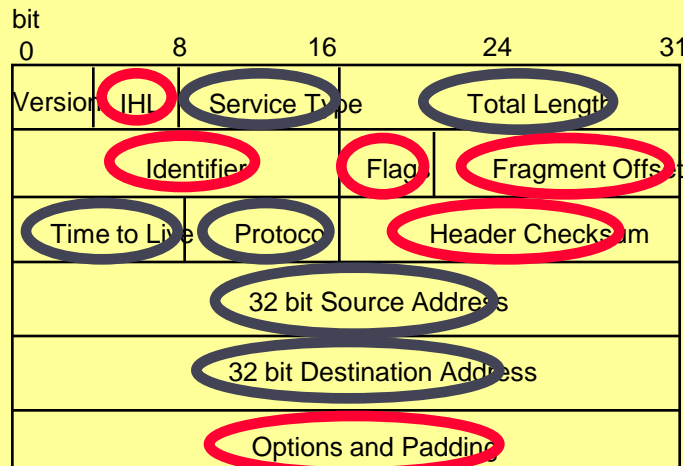 bit
0 8 16 24 31
Version IHL Service Type Total Length
Identifier Flags Fragment Offset
Time to Live Protocol Header Checksum
32 bit Source Address
32 bit Destination Address
Options and Padding